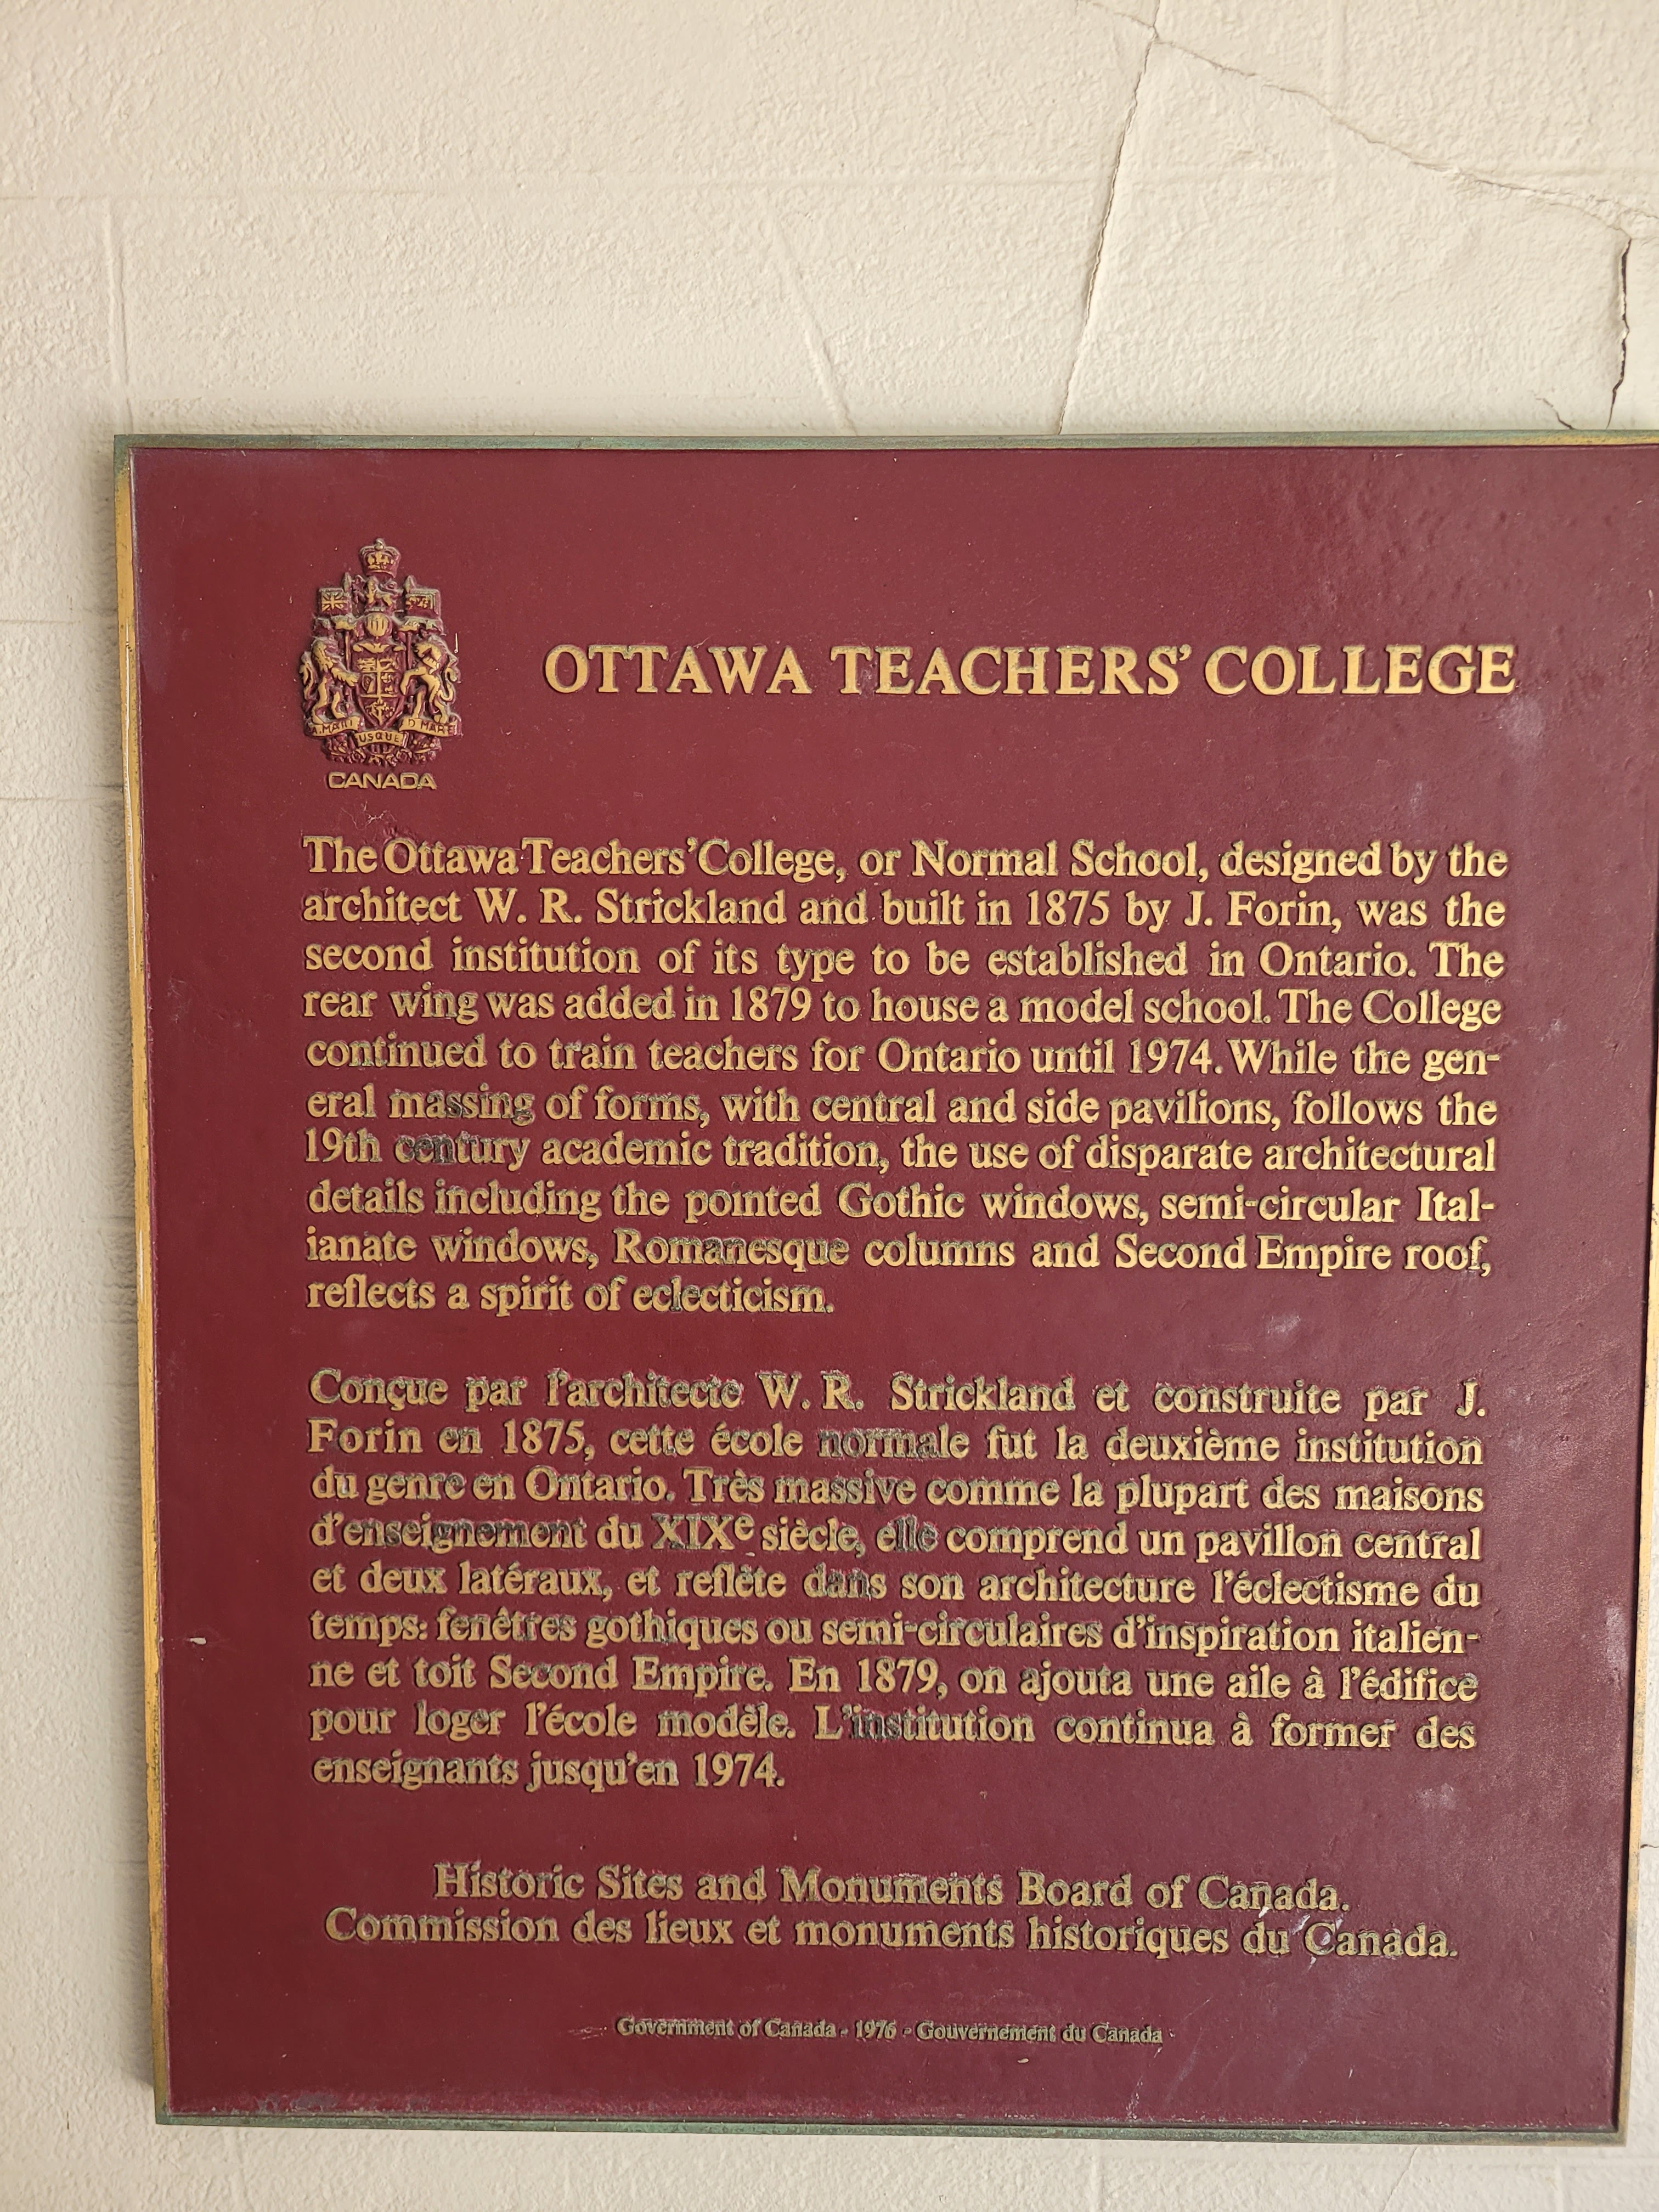 A MARI USQUE AD MARE
CANADA
OTTAWA TEACHERS' COLLEGE
The Ottawa Teachers' College, or Normal School, designed by the
architect W. R. Strickland and built in 1875 by J. Forin, was the
second institution of its type to be established in Ontario. The
rear wing was added in 1879 to house a model school. The College
continued to train teachers for Ontario until 1974. While the gen-
eral massing of forms, with central and side pavilions, follows the
19th century academic tradition, the use of disparate architectural
details including the pointed Gothic windows, semi-circular Ital-
ianate windows, Romanesque columns and Second Empire roof,
reflects a spirit of eclecticism.
Conçue par l'architecte W. R. Strickland et construite par J.
Forin en 1875, cette école normale fut la deuxième institution
du genre en Ontario. Très massive comme la plupart des maisons
d'enseignement du XIXe siècle, elle comprend un pavillon central
et deux latéraux, et reflète dans son architecture l'éclectisme du
temps: fenêtres gothiques ou semi-circulaires d'inspiration italien-
ne et toit Second Empire. En 1879, on ajouta une aile à l'édifice
pour loger l'école modèle. L'institution continua à former des
enseignants jusqu'en 1974.
Historic Sites and Monuments Board of Canada.
Commission des lieux et monuments historiques du Canada.
Government of Canada - 1976 - Gouvernement du Canada